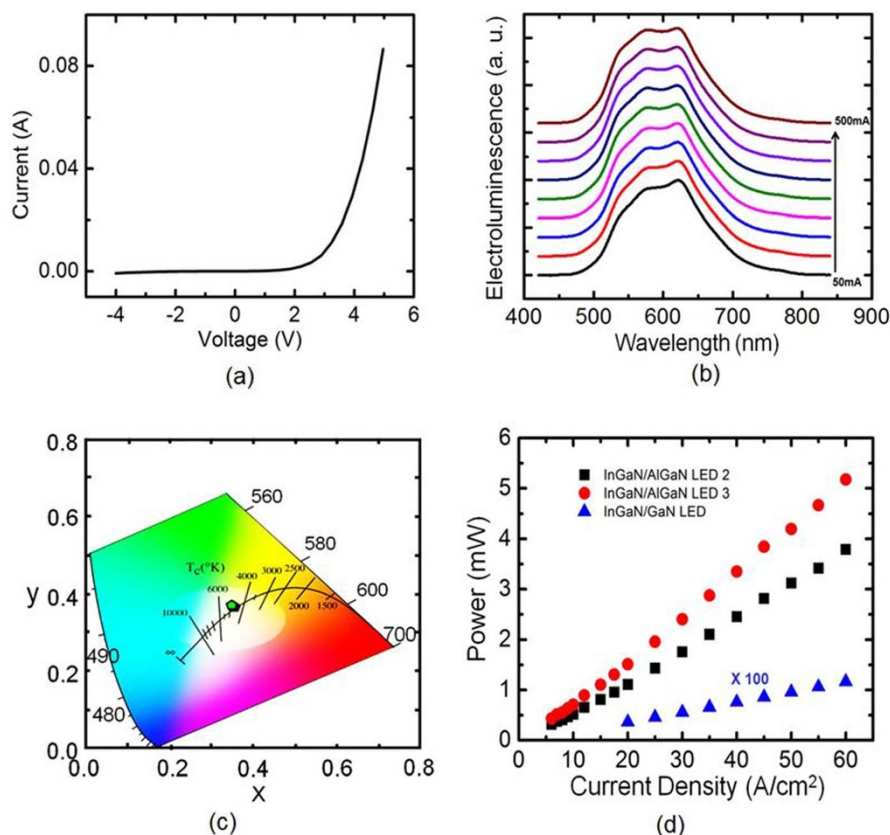 0.08
0.04
0.00
Current (A)
-4 -2 0 2 4 6
Voltage (V)
(a)
Electroluminescence (a. u.)
500mA
50mA
400 500 600 700 800 900
Wavelength (nm)
(b)
0.8
0.6
0.4
0.2
0.0
y
560
580
600
700
490
480
T_C(°K)
∞
10000
6000
4000
3000
2500
2000
1500
0.0 0.2 0.4 0.6 0.8
X
(c)
6
5
4
3
2
1
0
Power (mW)
InGaN/AlGaN LED 2
InGaN/AlGaN LED 3
InGaN/GaN LED
X 100
0 10 20 30 40 50 60
Current Density (A/cm²)
(d)